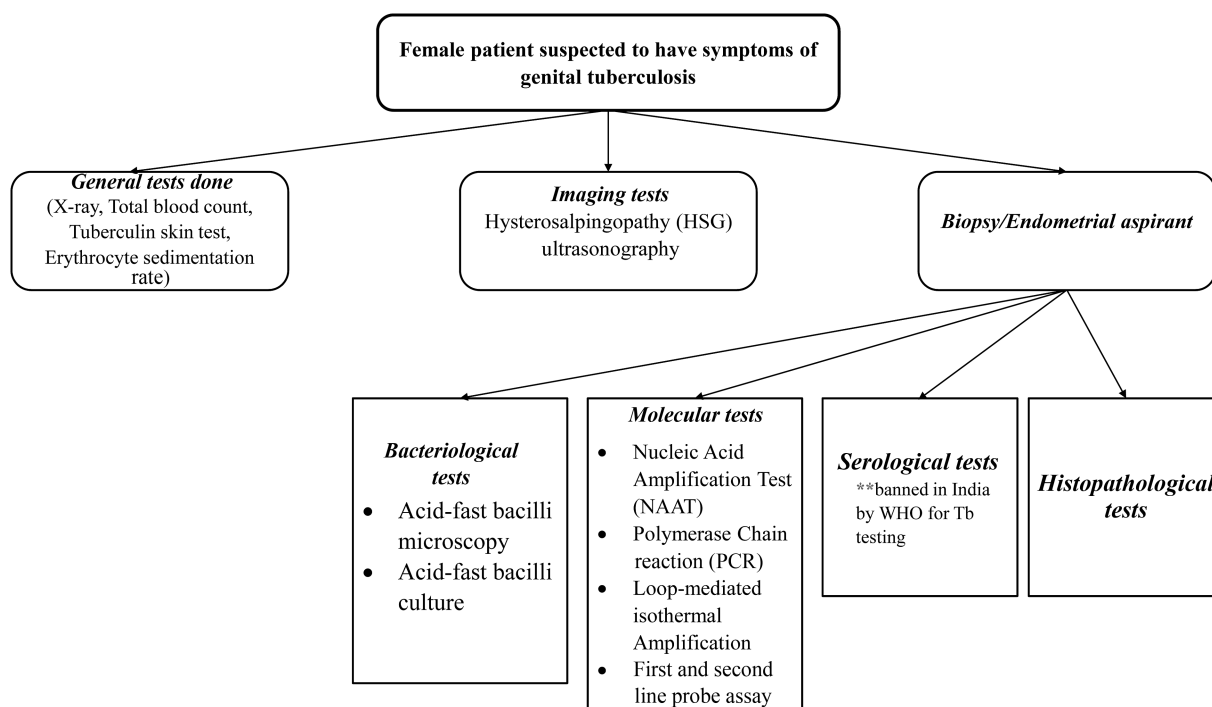 Female patient suspected to have symptoms of
genital tuberculosis
General tests done
(X-ray, Total blood count,
Tuberculin skin test,
Erythrocyte sedimentation
rate)
Imaging tests
Hysterosalpingopathy (HSG)
ultrasonography
Biopsy/Endometrial aspirant
Bacteriological
tests
• Acid-fast bacilli
microscopy
• Acid-fast bacilli
culture
Molecular tests
• Nucleic Acid
Amplification Test
(NAAT)
• Polymerase Chain
reaction (PCR)
• Loop-mediated
isothermal
Amplification
• First and second
line probe assay
Serological tests
**banned in India
by WHO for Tb
testing
Histopathological
tests